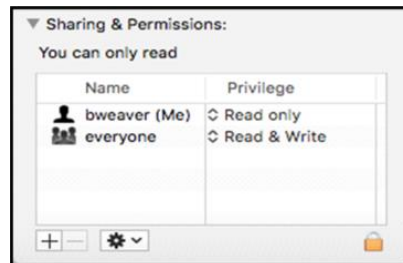 Sharing & Permissions:
You can only read
Name Privilege
bweaver (Me) Read only
everyone Read & Write